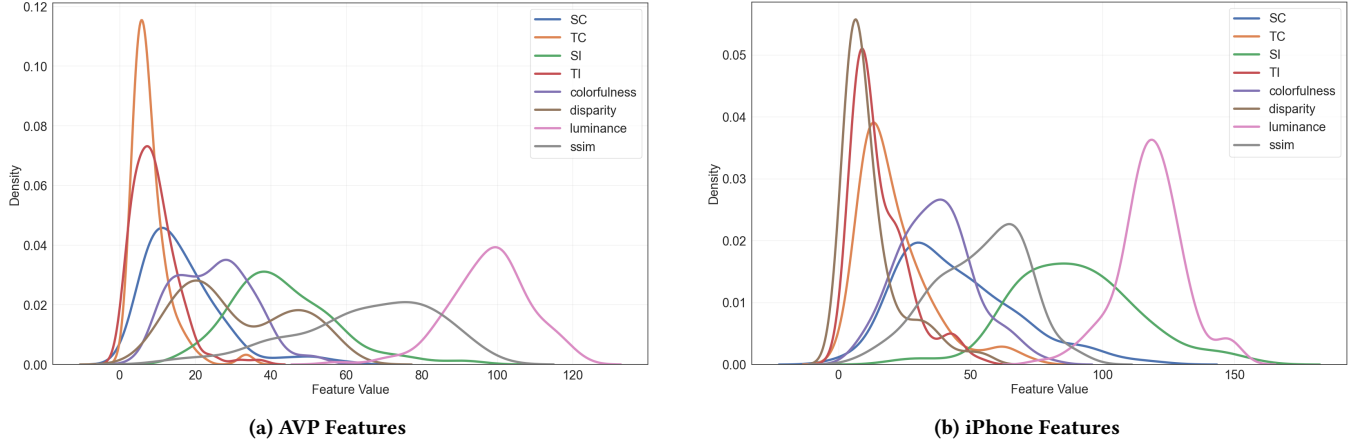 0.12
0.10
0.08
0.06
0.04
0.02
0.00
Density
0 20 40 60 80 100 120
Feature Value
SC
TC
SI
TI
colorfulness
disparity
luminance
ssim
(a) AVP Features
0.05
0.04
0.03
0.02
0.01
0.00
Density
0 50 100 150
Feature Value
SC
TC
SI
TI
colorfulness
disparity
luminance
ssim
(b) iPhone Features